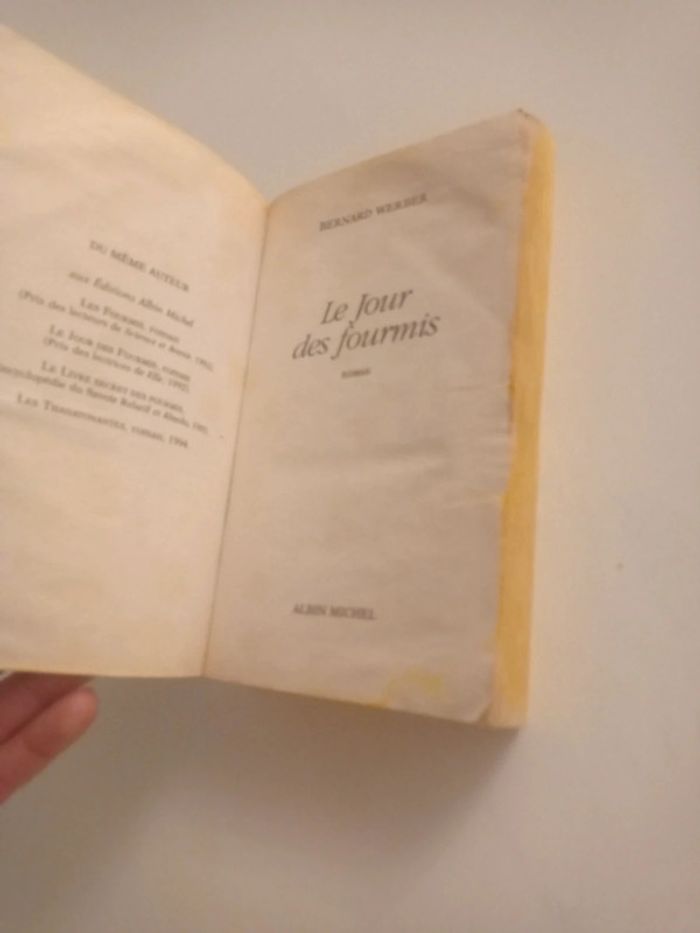 DU MÊME AUTEUR
aux Éditions Albin Michel
LES FOURMIS, roman
(Prix des lecteurs de Science et Avenir, 1992)
LE JOUR DES FOURMIS, roman
(Prix des lectrices de Elle, 1993)
LE LIVRE SECRET DES FOURMIS,
Encyclopédie du Savoir Relatif et Absolu, 1993
LES THANATONAUTES, roman, 1994
BERNARD WERBER
Le Jour
des fourmis
ROMAN
ALBIN MICHEL